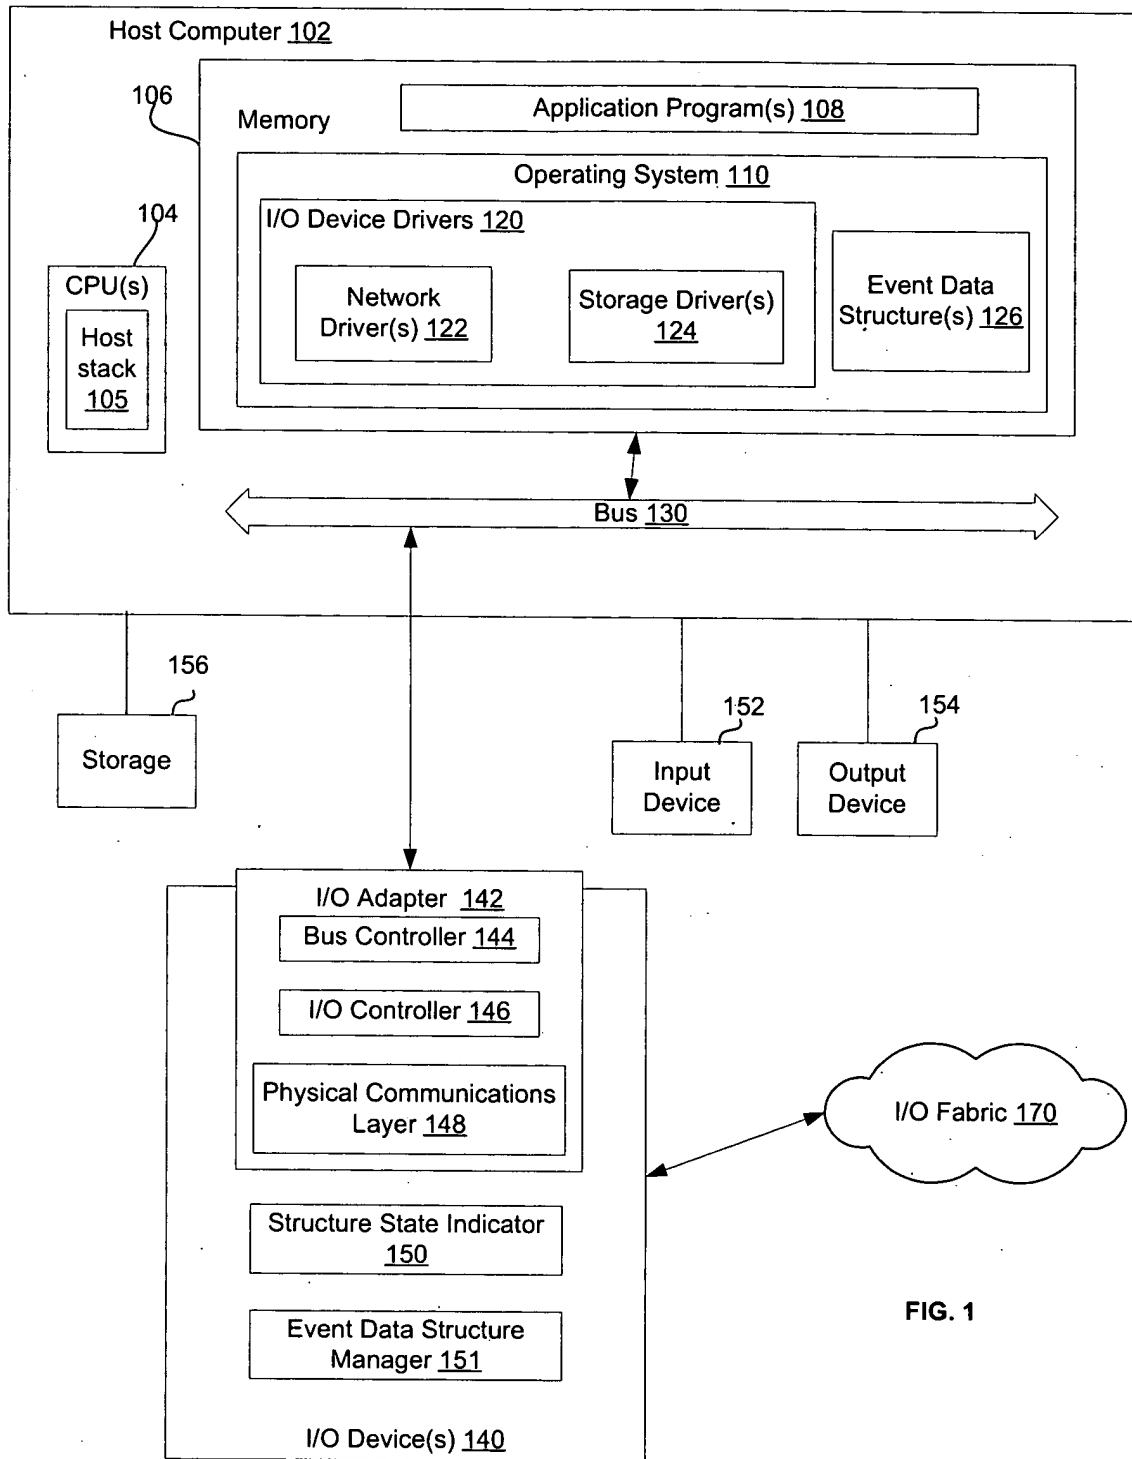 Host Computer 102
106
Memory
Application Program(s) 108
Operating System 110
I/O Device Drivers 120
Network
Driver(s) 122
Storage Driver(s)
124
Event Data
Structure(s) 126
104
CPU(s)
Host
stack
105
Bus 130
156
Storage
152
Input
Device
154
Output
Device
I/O Adapter 142
Bus Controller 144
I/O Controller 146
Physical Communications
Layer 148
Structure State Indicator
150
Event Data Structure
Manager 151
I/O Device(s) 140
I/O Fabric 170
FIG. 1